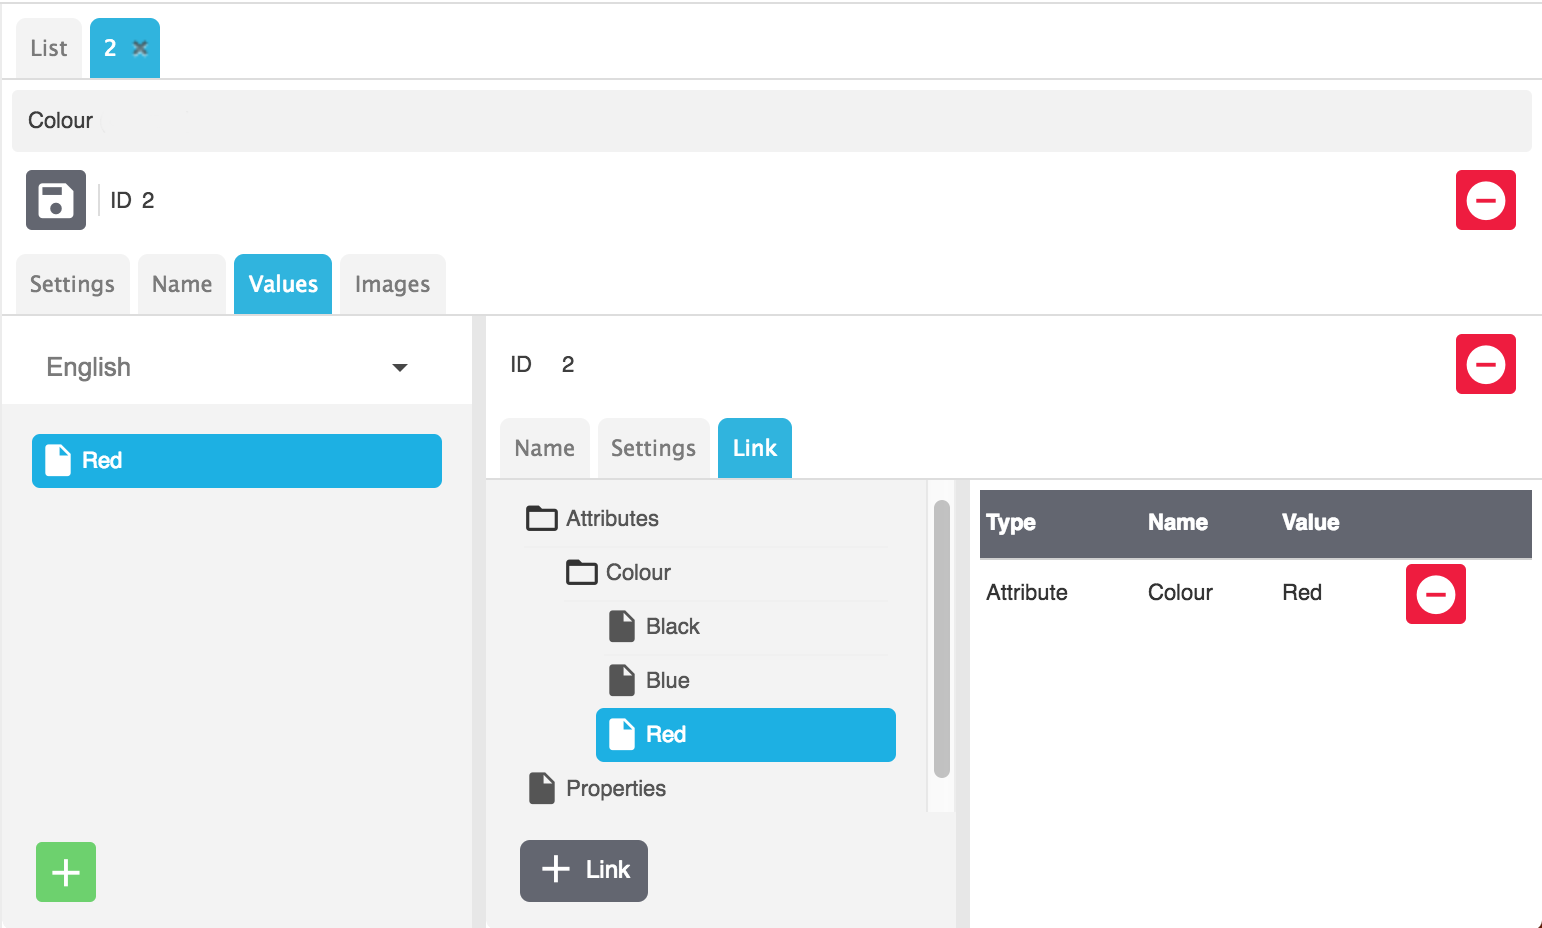 List 2
Colour
ID 2
Settings Name Values Images
English
Red
ID 2
Name Settings Link
Attributes
Colour
Black
Blue
Red
Properties
Link
Type Name Value
Attribute Colour Red